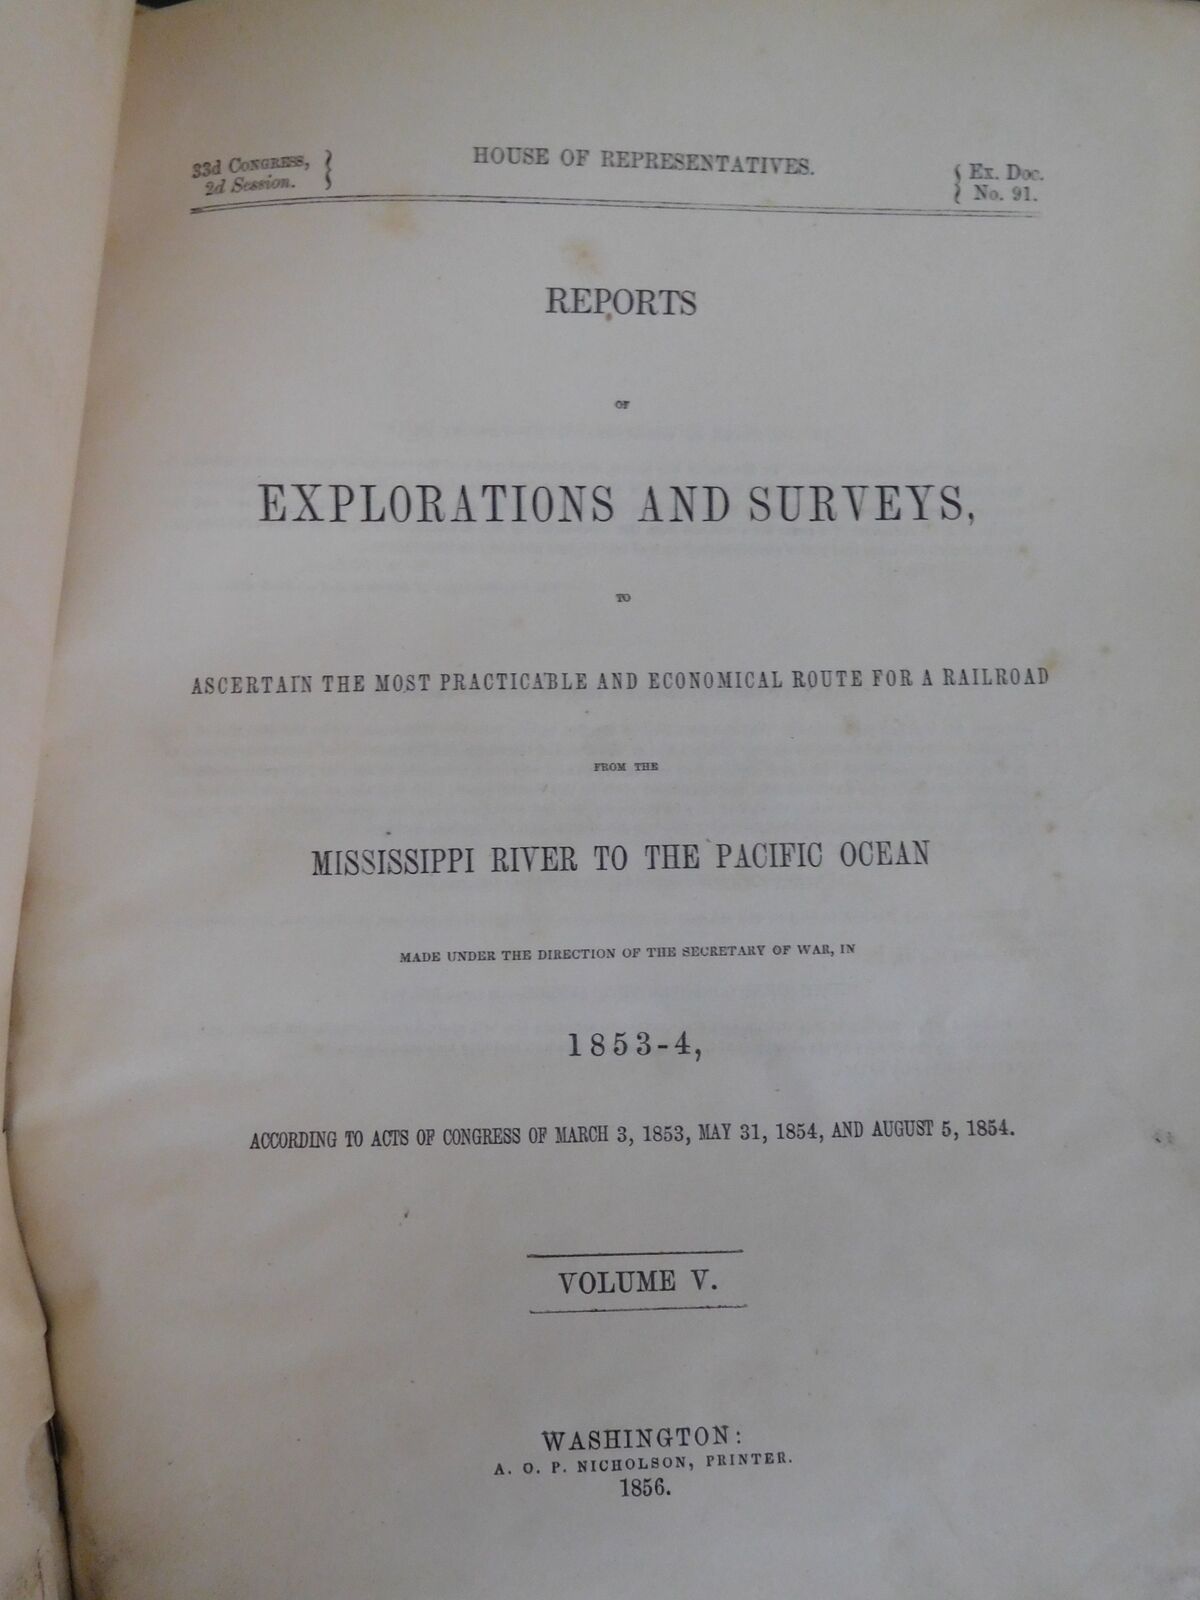 33d Congress,
2d Session.
HOUSE OF REPRESENTATIVES.
Ex. Doc.
No. 91.
REPORTS
OF
EXPLORATIONS AND SURVEYS,
TO
ASCERTAIN THE MOST PRACTICABLE AND ECONOMICAL ROUTE FOR A RAILROAD
FROM THE
MISSISSIPPI RIVER TO THE PACIFIC OCEAN
MADE UNDER THE DIRECTION OF THE SECRETARY OF WAR, IN
1853-4,
ACCORDING TO ACTS OF CONGRESS OF MARCH 3, 1853, MAY 31, 1854, AND AUGUST 5, 1854.
VOLUME V.
WASHINGTON:
A. O. P. NICHOLSON, PRINTER.
1856.